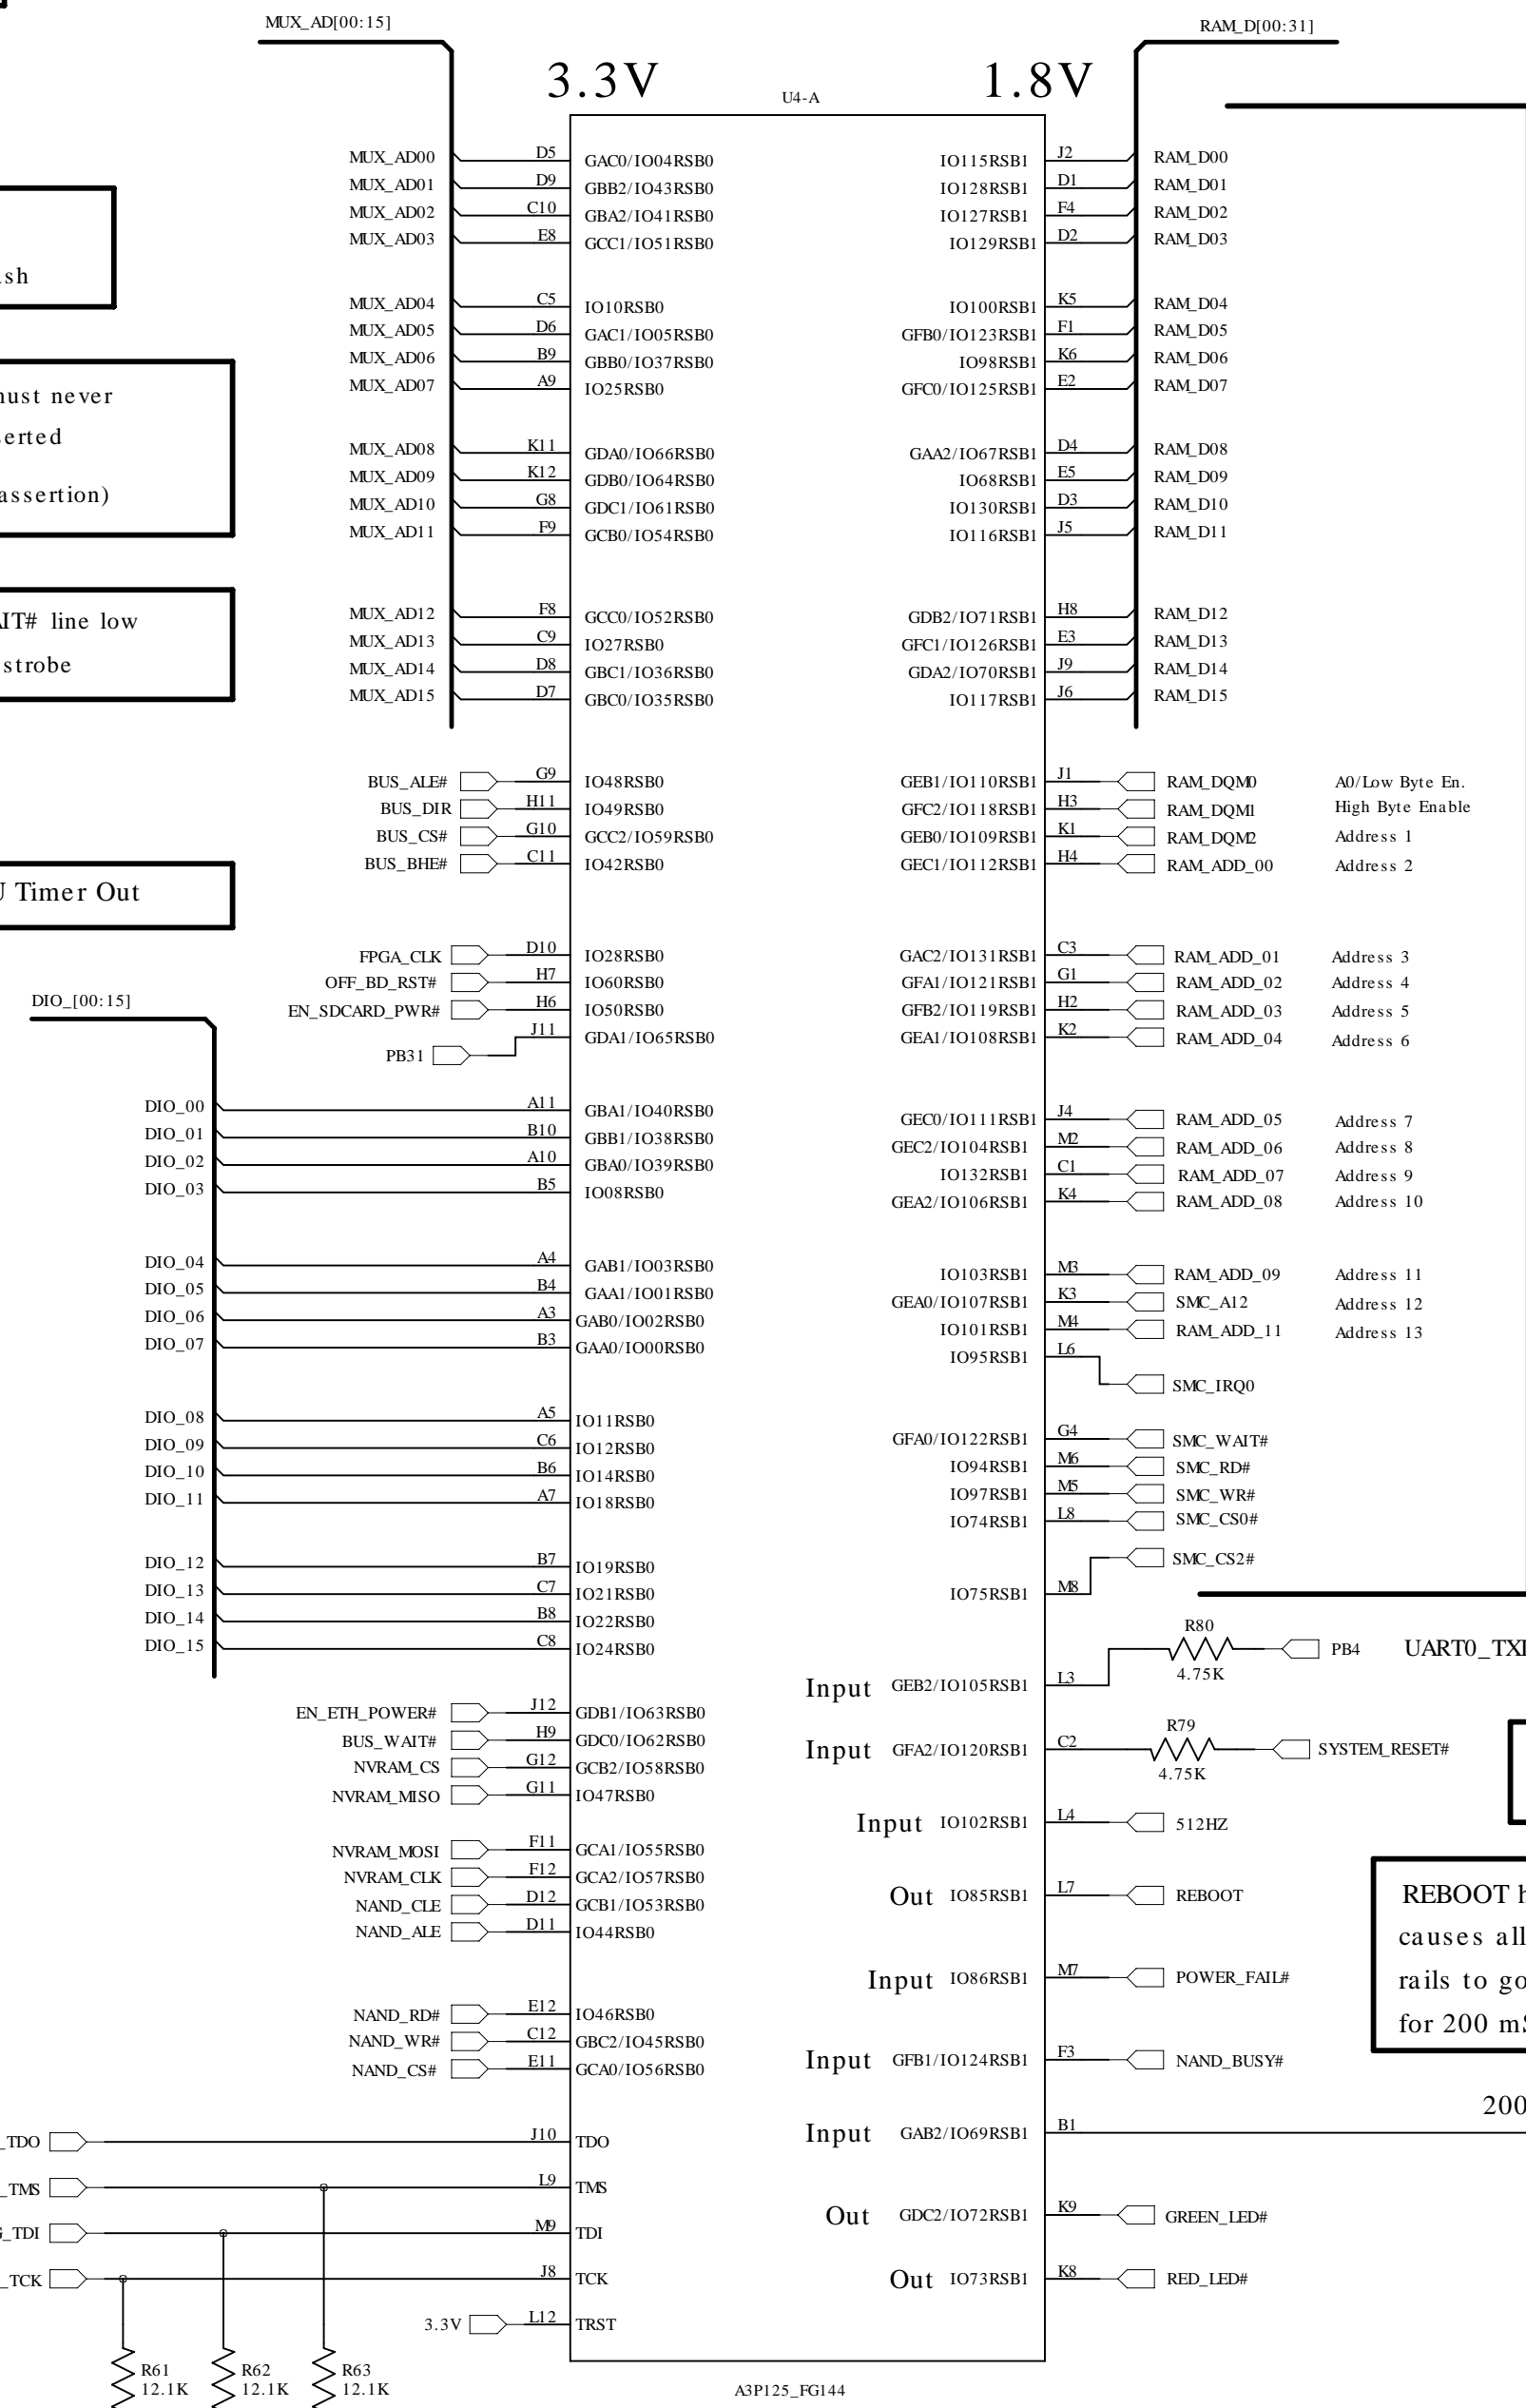 MUX_AD[00:15]
RAM_D[00:31]
3.3V
U4-A
1.8V
MUX_AD00 D5 GAC0/IO04RSB0 IO115RSB1 J2 RAM_D00
MUX_AD01 D9 GBB2/IO43RSB0 IO128RSB1 D1 RAM_D01
MUX_AD02 C10 GBA2/IO41RSB0 IO127RSB1 F4 RAM_D02
MUX_AD03 E8 GCC1/IO51RSB0 IO129RSB1 D2 RAM_D03
MUX_AD04 C5 IO10RSB0 IO100RSB1 K5 RAM_D04
MUX_AD05 D6 GAC1/IO05RSB0 GFB0/IO123RSB1 F1 RAM_D05
MUX_AD06 B9 GBB0/IO37RSB0 IO98RSB1 K6 RAM_D06
MUX_AD07 A9 IO25RSB0 GFC0/IO125RSB1 E2 RAM_D07
MUX_AD08 K11 GDA0/IO66RSB0 GAA2/IO67RSB1 D4 RAM_D08
MUX_AD09 K12 GDB0/IO64RSB0 IO68RSB1 E5 RAM_D09
MUX_AD10 G8 GDC1/IO61RSB0 IO130RSB1 D3 RAM_D10
MUX_AD11 F9 GCB0/IO54RSB0 IO116RSB1 J5 RAM_D11
MUX_AD12 F8 GCC0/IO52RSB0 GDB2/IO71RSB1 H8 RAM_D12
MUX_AD13 C9 IO27RSB0 GFC1/IO126RSB1 E3 RAM_D13
MUX_AD14 D8 GBC1/IO36RSB0 GDA2/IO70RSB1 J9 RAM_D14
MUX_AD15 D7 GBC0/IO35RSB0 IO117RSB1 J6 RAM_D15
ash
must never
serted
assertion)
AIT# line low
strobe
U Timer Out
BUS_ALE# G9 IO48RSB0 GEB1/IO110RSB1 J1 RAM_DQM0 A0/Low Byte En.
BUS_DIR H11 IO49RSB0 GFC2/IO118RSB1 H3 RAM_DQM1 High Byte Enable
BUS_CS# G10 GCC2/IO59RSB0 GEB0/IO109RSB1 K1 RAM_DQM2 Address 1
BUS_BHE# C11 IO42RSB0 GEC1/IO112RSB1 H4 RAM_ADD_00 Address 2
FPGA_CLK D10 IO28RSB0 GAC2/IO131RSB1 C3 RAM_ADD_01 Address 3
OFF_BD_RST# H7 IO60RSB0 GFA1/IO121RSB1 G1 RAM_ADD_02 Address 4
EN_SDCARD_PWR# H6 IO50RSB0 GFB2/IO119RSB1 H2 RAM_ADD_03 Address 5
PB31 J11 GDA1/IO65RSB0 GEA1/IO108RSB1 K2 RAM_ADD_04 Address 6
DIO_[00:15]
DIO_00 A11 GBA1/IO40RSB0 GEC0/IO111RSB1 J4 RAM_ADD_05 Address 7
DIO_01 B10 GBB1/IO38RSB0 GEC2/IO104RSB1 M2 RAM_ADD_06 Address 8
DIO_02 A10 GBA0/IO39RSB0 IO132RSB1 C1 RAM_ADD_07 Address 9
DIO_03 B5 IO08RSB0 GEA2/IO106RSB1 K4 RAM_ADD_08 Address 10
DIO_04 A4 GAB1/IO03RSB0 IO103RSB1 M3 RAM_ADD_09 Address 11
DIO_05 B4 GAA1/IO01RSB0 GEA0/IO107RSB1 K3 SMC_A12 Address 12
DIO_06 A3 GAB0/IO02RSB0 IO101RSB1 M4 RAM_ADD_11 Address 13
DIO_07 B3 GAA0/IO00RSB0 IO95RSB1 L6 SMC_IRQ0
DIO_08 A5 IO11RSB0 GFA0/IO122RSB1 G4 SMC_WAIT#
DIO_09 C6 IO12RSB0 IO94RSB1 M6 SMC_RD#
DIO_10 B6 IO14RSB0 IO97RSB1 M5 SMC_WR#
DIO_11 A7 IO18RSB0 IO74RSB1 L8 SMC_CS0#
DIO_12 B7 IO19RSB0 SMC_CS2#
DIO_13 C7 IO21RSB0 IO75RSB1 M8
DIO_14 B8 IO22RSB0
DIO_15 C8 IO24RSB0
R80
4.75K
PB4
UART0_TX
Input GEB2/IO105RSB1 L3
EN_ETH_POWER# J12 GDB1/IO63RSB0
BUS_WAIT# H9 GDC0/IO62RSB0
NVRAM_CS G12 GCB2/IO58RSB0
NVRAM_MISO G11 IO47RSB0
R79
4.75K
Input GFA2/IO120RSB1 C2 SYSTEM_RESET#
Input IO102RSB1 L4 512HZ
NVRAM_MOSI F11 GCA1/IO55RSB0
NVRAM_CLK F12 GCA2/IO57RSB0
NAND_CLE D12 GCB1/IO53RSB0
NAND_ALE D11 IO44RSB0
Out IO85RSB1 L7 REBOOT
Input IO86RSB1 M7 POWER_FAIL#
REBOOT
causes all
rails to go
for 200 mS
NAND_RD# E12 IO46RSB0
NAND_WR# C12 GBC2/IO45RSB0
NAND_CS# E11 GCA0/IO56RSB0
Input GFB1/IO124RSB1 F3 NAND_BUSY#
200
Input GAB2/IO69RSB1 B1
_TDO J10 TDO
_TMS L9 TMS
_TDI M9 TDI
_TCK J8 TCK
3.3V L12 TRST
Out GDC2/IO72RSB1 K9 GREEN_LED#
Out IO73RSB1 K8 RED_LED#
R61
12.1K
R62
12.1K
R63
12.1K
A3P125_FG144